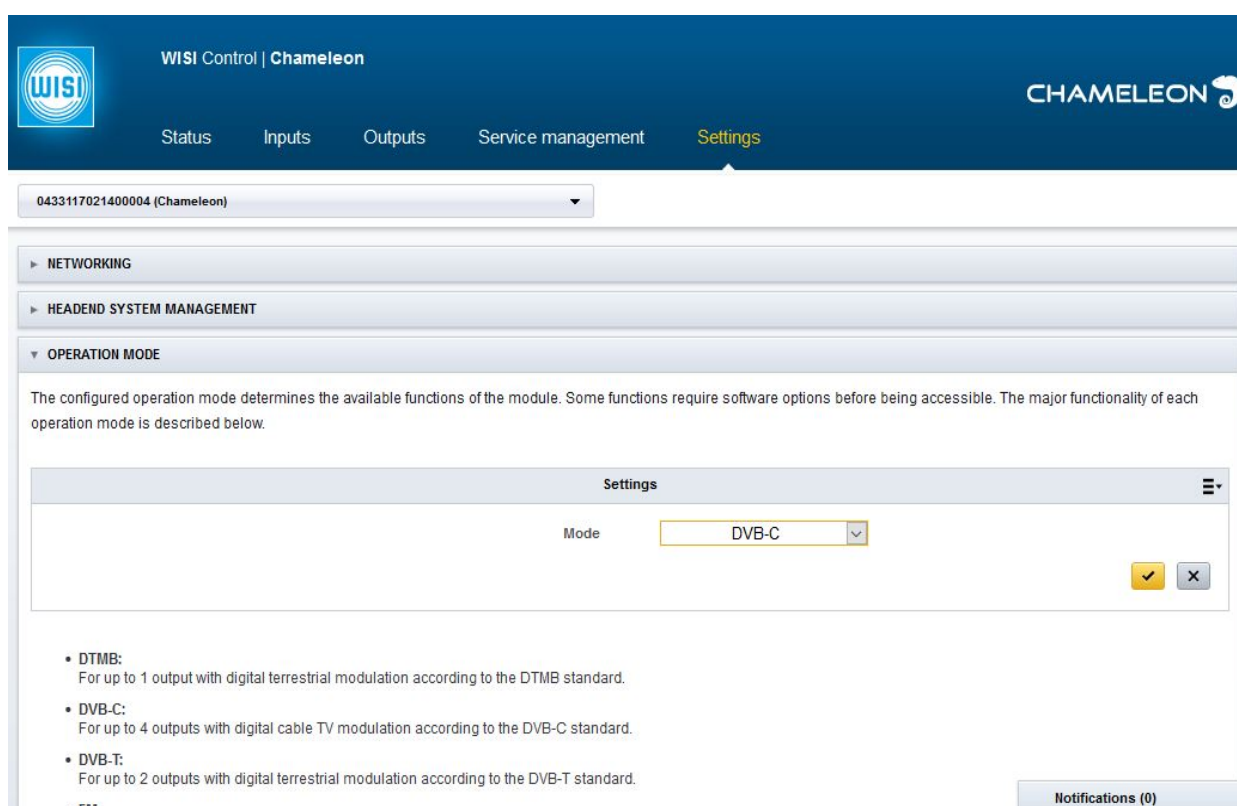 WISI
WISI Control | Chameleon
CHAMELEON
Status Inputs Outputs Service management Settings
0433117021400004 (Chameleon)
NETWORKING
HEADEND SYSTEM MANAGEMENT
OPERATION MODE
The configured operation mode determines the available functions of the module. Some functions require software options before being accessible. The major functionality of each
operation mode is described below.
Settings
Mode DVB-C
• DTMB:
For up to 1 output with digital terrestrial modulation according to the DTMB standard.
• DVB-C:
For up to 4 outputs with digital cable TV modulation according to the DVB-C standard.
• DVB-T:
For up to 2 outputs with digital terrestrial modulation according to the DVB-T standard.
Notifications (0)